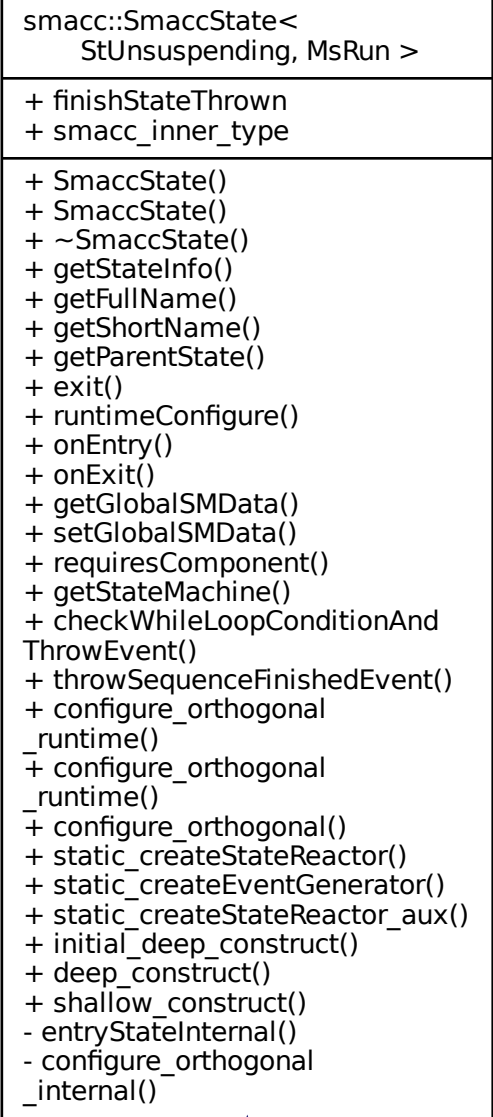 smacc::SmaccState<
StUnsuspending, MsRun >
+ finishStateThrown
+ smacc_inner_type
+ SmaccState()
+ SmaccState()
+ ~SmaccState()
+ getStateInfo()
+ getFullName()
+ getShortName()
+ getParentState()
+ exit()
+ runtimeConfigure()
+ onEntry()
+ onExit()
+ getGlobalSMData()
+ setGlobalSMData()
+ requiresComponent()
+ getStateMachine()
+ checkWhileLoopConditionAnd
ThrowEvent()
+ throwSequenceFinishedEvent()
+ configure_orthogonal
_runtime()
+ configure_orthogonal
_runtime()
+ configure_orthogonal()
+ static_createStateReactor()
+ static_createEventGenerator()
+ static_createStateReactor_aux()
+ initial_deep_construct()
+ deep_construct()
+ shallow_construct()
- entryStateInternal()
- configure_orthogonal
_internal()